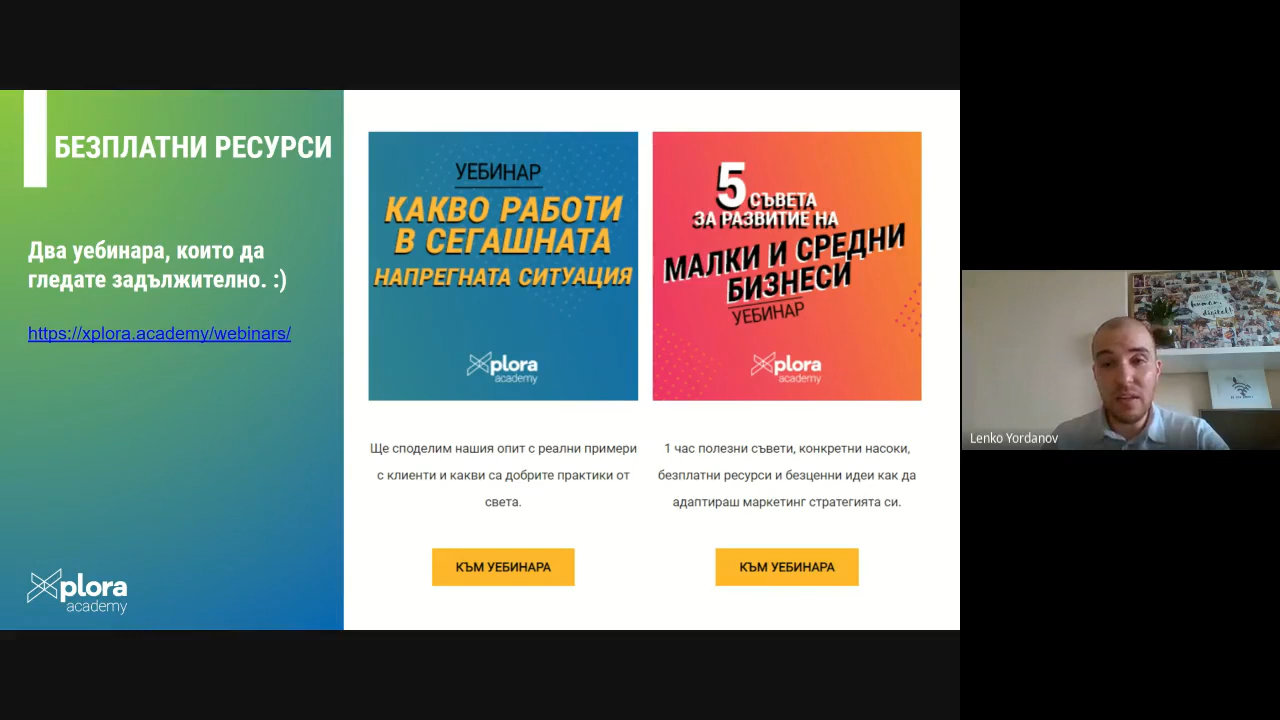 БЕЗПЛАТНИ РЕСУРСИ
Два уебинара, които да
гледате задължително. :)
https://xplora.academy/webinars/
Xplora
academy
УЕБИНАР
КАКВО РАБОТИ
В СЕГАШНАТА
НАПРЕГНАТА СИТУАЦИЯ
Xplora
academy
Ще споделим нашия опит с реални примери
с клиенти и какви са добрите практики от
света.
КЪМ УЕБИНАРА
5 СЪВЕТА
ЗА РАЗВИТИЕ НА
МАЛКИ И СРЕДНИ
БИЗНЕСИ
УЕБИНАР
Xplora
academy
1 час полезни съвети, конкретни насоки,
безплатни ресурси и безценни идеи как да
адаптираш маркетинг стратегията си.
КЪМ УЕБИНАРА
human,
digital!
Lenko Yordanov